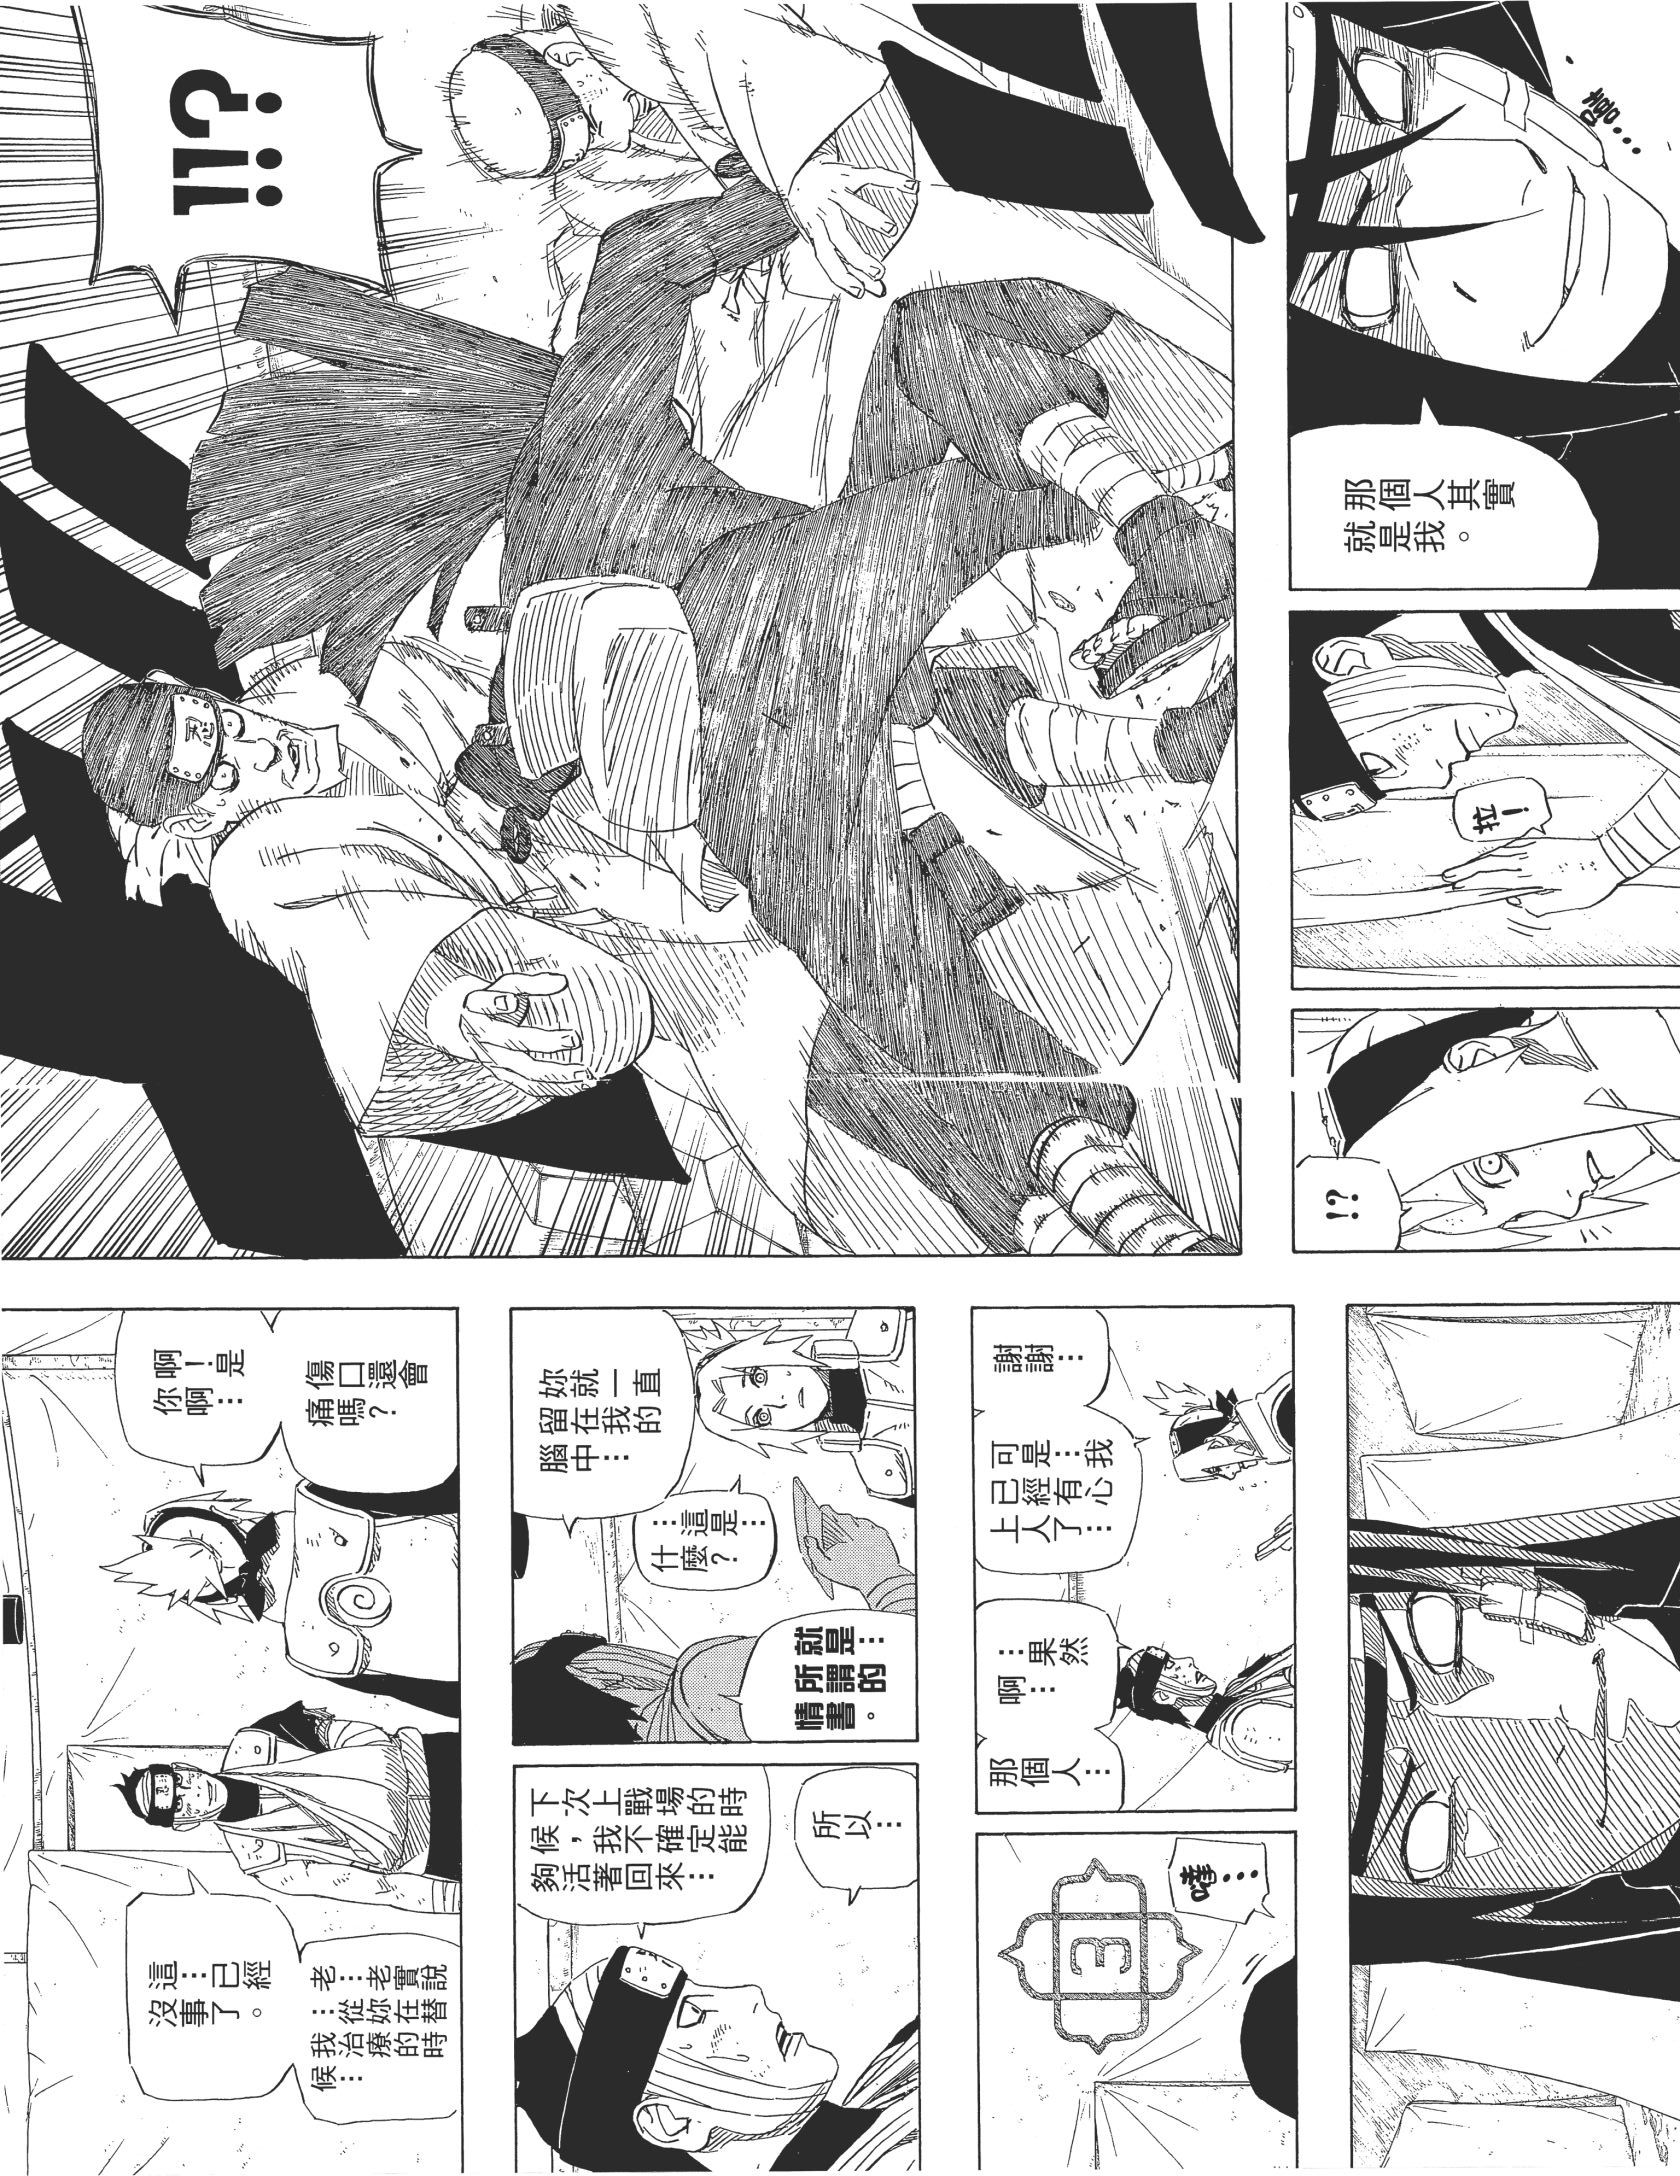 !!?
那個人其實
就是我。
拉!
!?
啊!是
你啊…
傷口還會
痛嗎?
這…已經
沒事了。
老…老實說
…從妳在替
我治療的時
候…
妳就一直
留在我的
腦中…
…這是…
什麼?
就是…
所謂的
情書。
所以…
下次上戰場的時
候，我不確定能
夠活著回來…
謝謝…
可是…我
已經有心
上人了…
…果然
啊…
那個人…
3